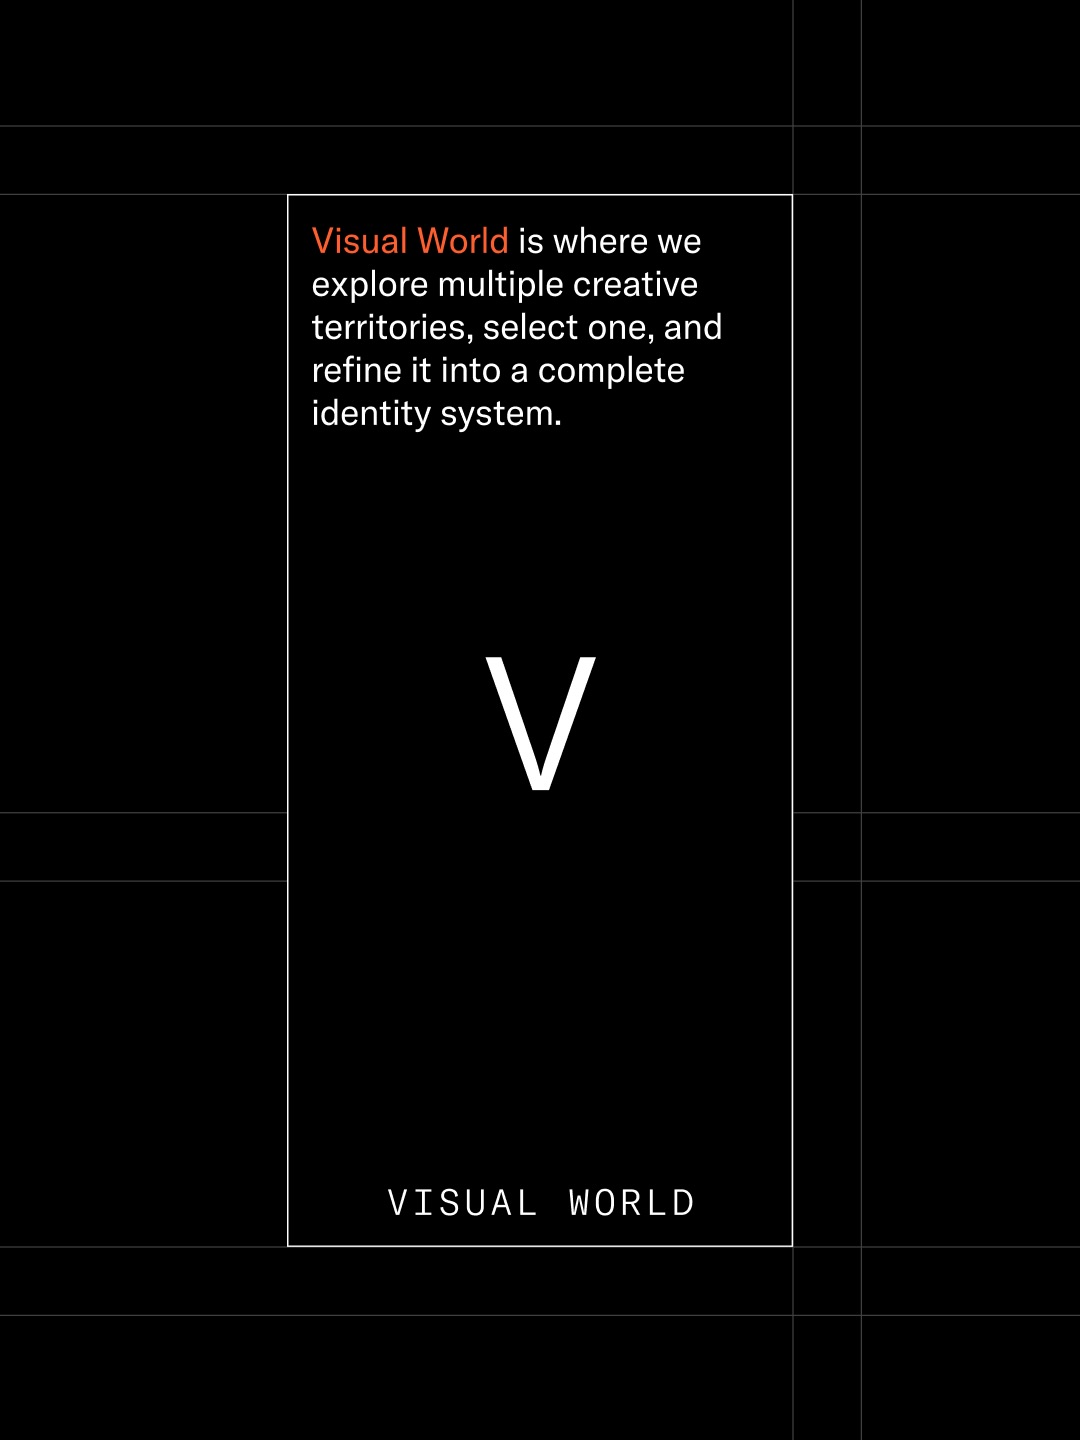 Visual World is where we
explore multiple creative
territories, select one, and
refine it into a complete
identity system.
V
VISUAL WORLD